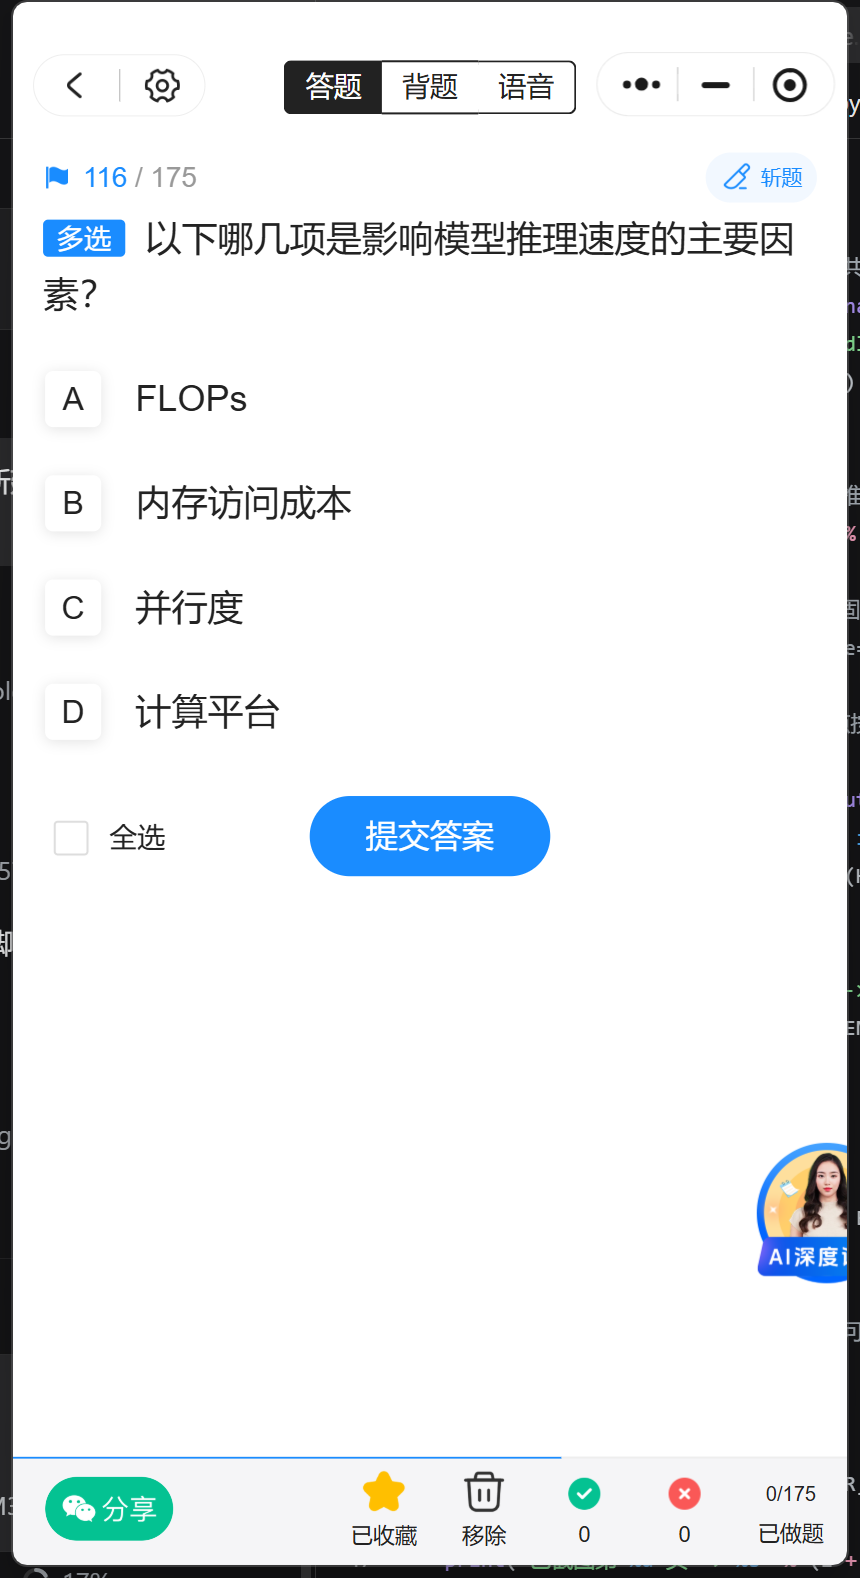 答题 背题 语音
116 / 175 斩题
多选 以下哪几项是影响模型推理速度的主要因
素？
A FLOPs
B 内存访问成本
C 并行度
D 计算平台
全选 提交答案
AI深度
分享 已收藏 移除 0 0 0/175 已做题
17%